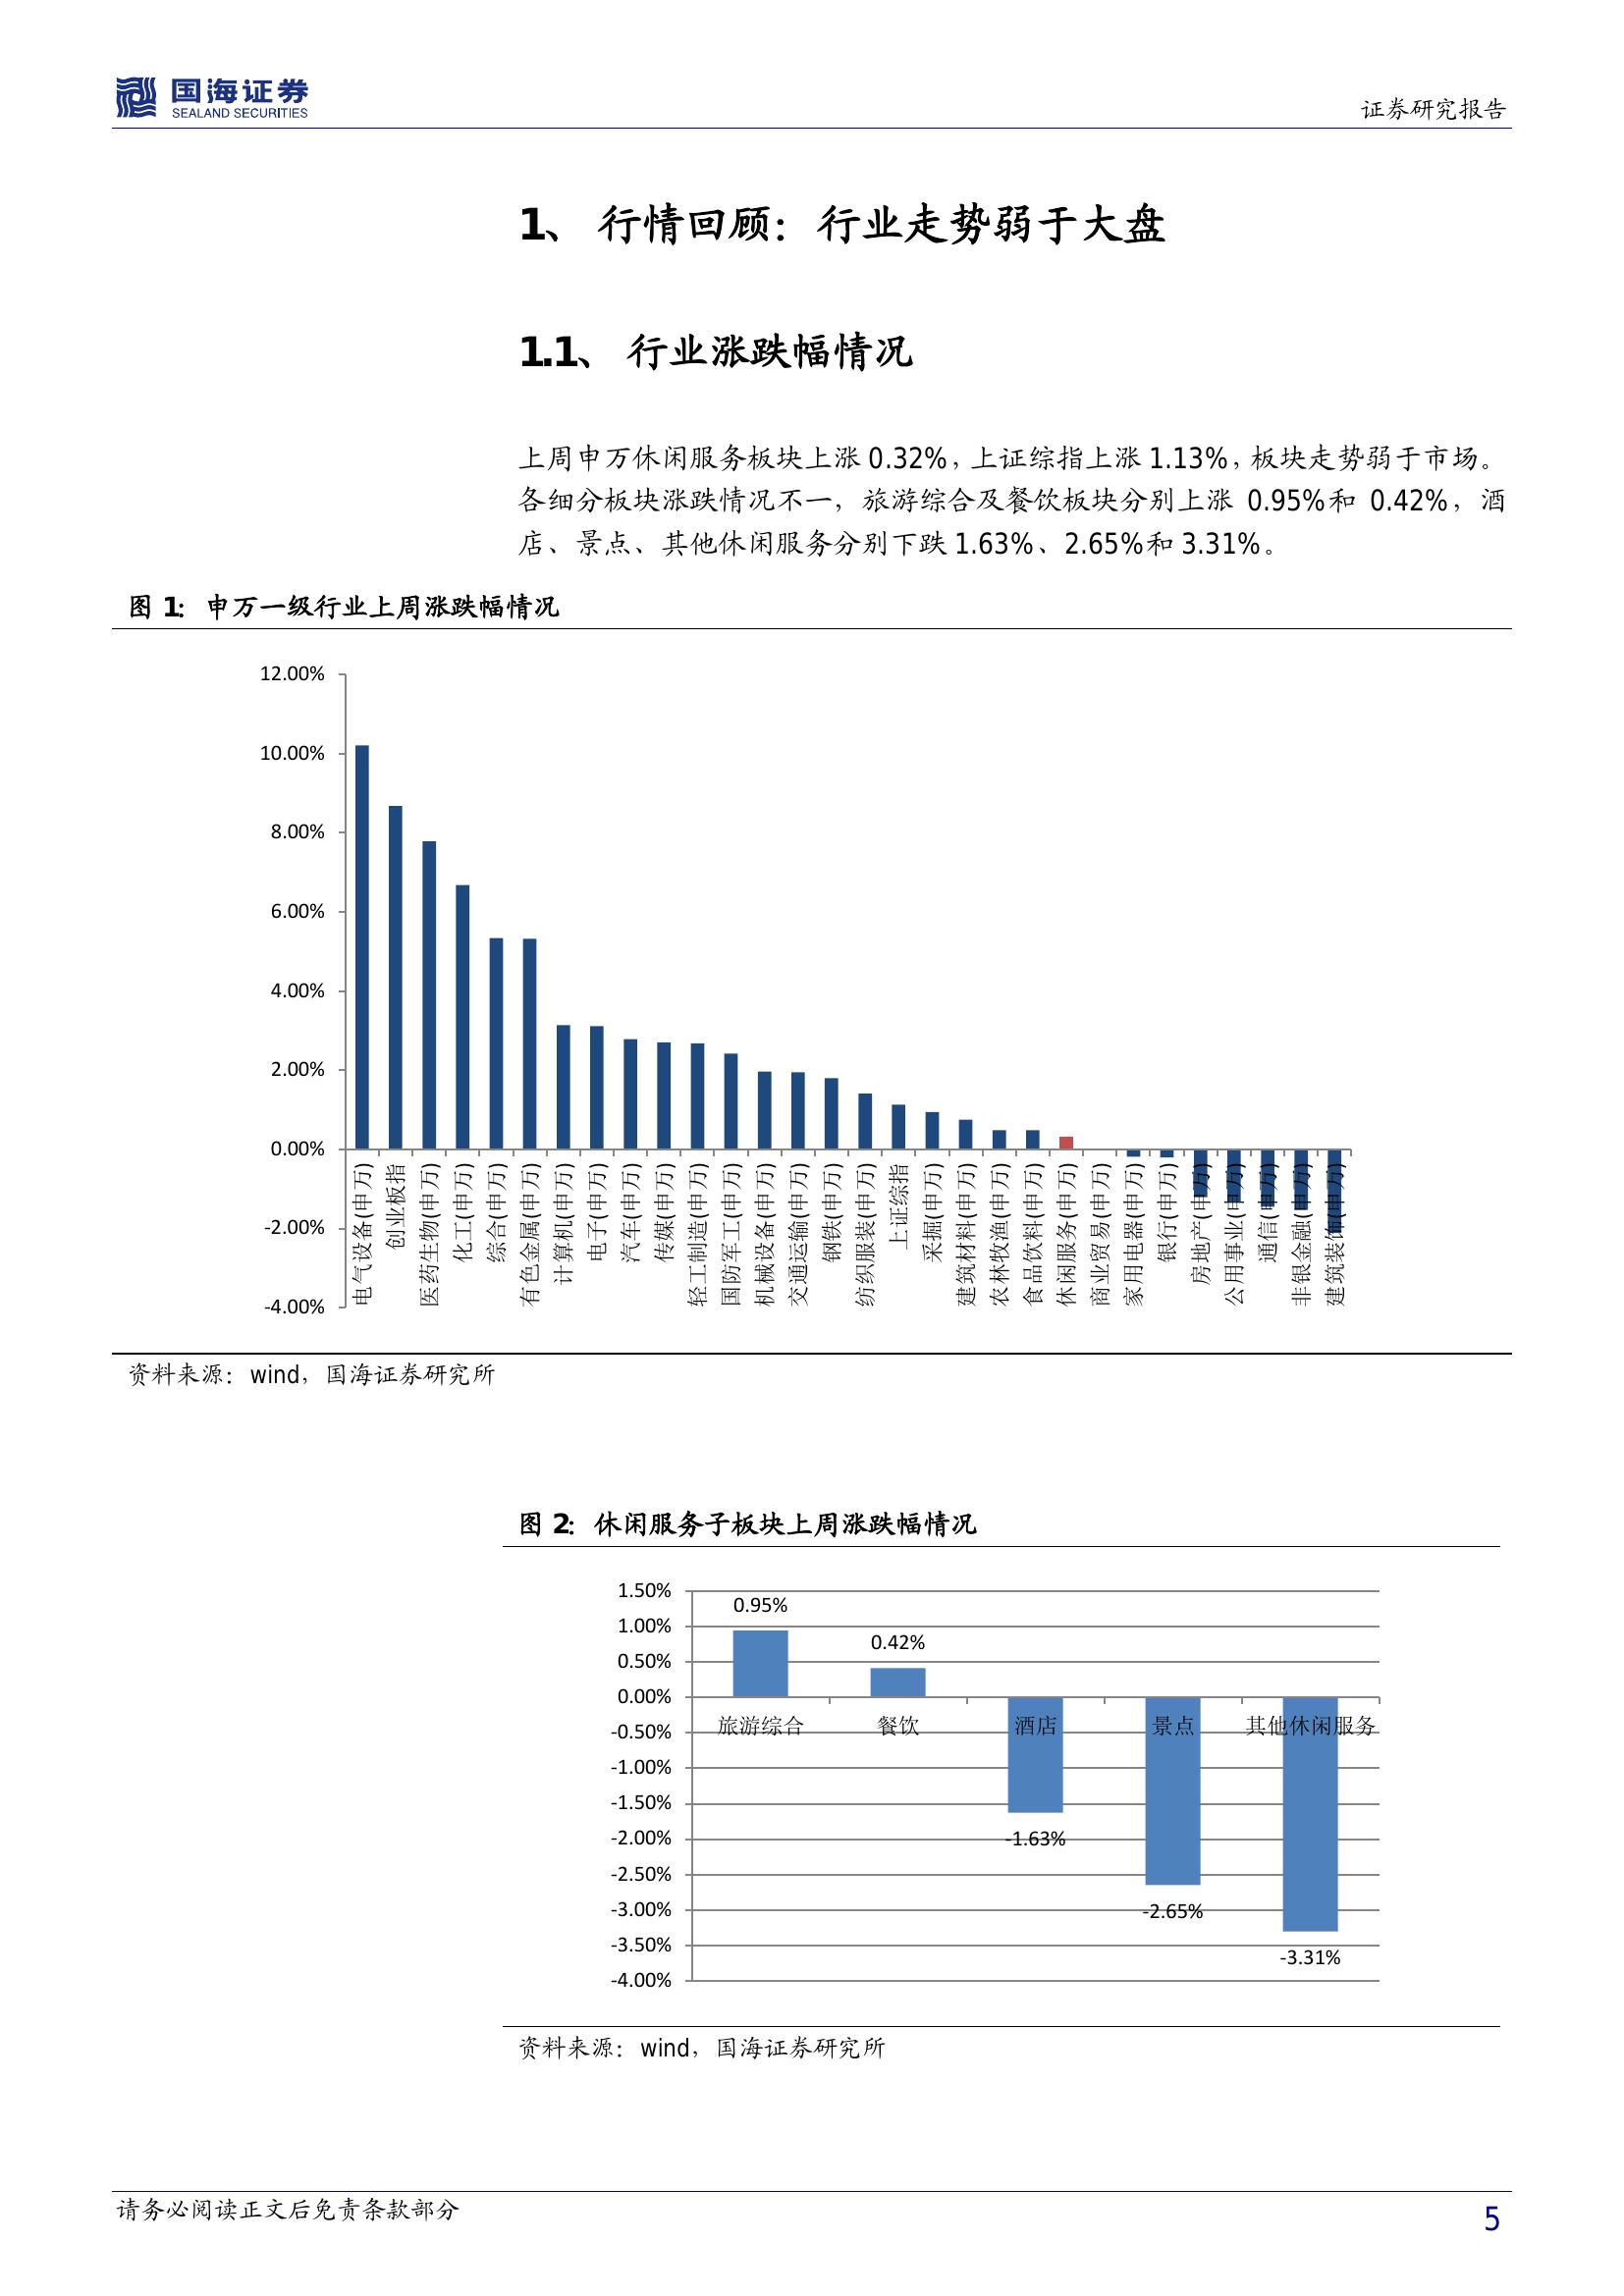 国海证券
SEALAND SECURITIES
证券研究报告
1、 行情回顾：行业走势弱于大盘
1.1、 行业涨跌幅情况
上周申万休闲服务板块上涨 0.32%，上证综指上涨 1.13%，板块走势弱于市场。
各细分板块涨跌情况不一，旅游综合及餐饮板块分别上涨 0.95%和 0.42%，酒
店、景点、其他休闲服务分别下跌 1.63%、2.65%和 3.31%。
图 1：申万一级行业上周涨跌幅情况
12.00%
10.00%
8.00%
6.00%
4.00%
2.00%
0.00%
-2.00%
-4.00%
电气设备(申万)
创业板指
医药生物(申万)
化工(申万)
综合(申万)
有色金属(申万)
计算机(申万)
电子(申万)
汽车(申万)
传媒(申万)
轻工制造(申万)
国防军工(申万)
机械设备(申万)
交通运输(申万)
钢铁(申万)
纺织服装(申万)
上证综指
采掘(申万)
建筑材料(申万)
农林牧渔(申万)
食品饮料(申万)
休闲服务(申万)
商业贸易(申万)
家用电器(申万)
银行(申万)
房地产(申万)
公用事业(申万)
通信(申万)
非银金融(申万)
建筑装饰(申万)
资料来源：wind，国海证券研究所
图 2：休闲服务子板块上周涨跌幅情况
1.50%
1.00%
0.50%
0.00%
-0.50%
-1.00%
-1.50%
-2.00%
-2.50%
-3.00%
-3.50%
-4.00%
0.95%
0.42%
-1.63%
-2.65%
-3.31%
旅游综合
餐饮
酒店
景点
其他休闲服务
资料来源：wind，国海证券研究所
请务必阅读正文后免责条款部分
5